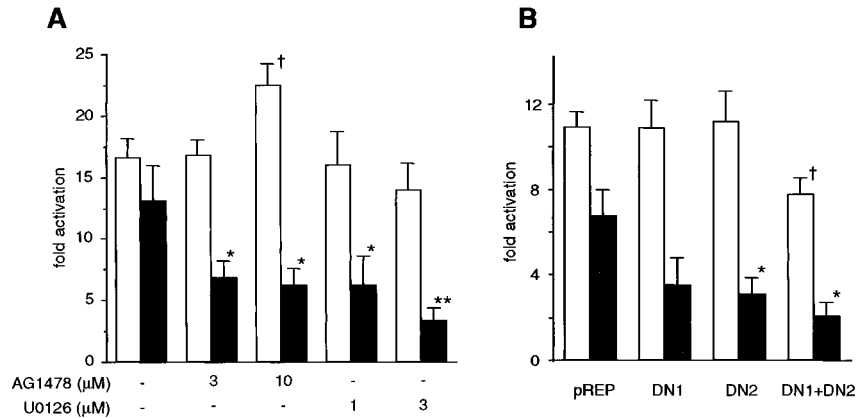 A
25
20
15
10
5
0
fold activation
†
*
*
*
**
AG1478 (μM) - 3 10 - -
U0126 (μM) - - - 1 3
B
12
8
4
0
fold activation
†
*
*
pREP DN1 DN2 DN1+DN2